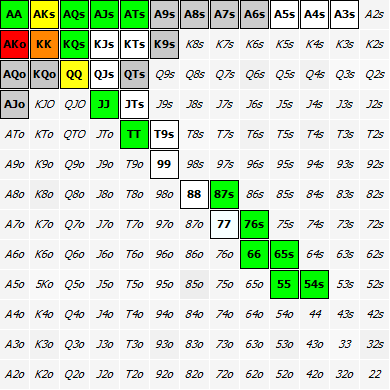 AA AKs AQs AJs ATs A9s A8s A7s A6s A5s A4s A3s A2s
AKo KK KQs KJs KTs K9s K8s K7s K6s K5s K4s K3s K2s
AQo KQo QQ QJs QTs Q9s Q8s Q7s Q6s Q5s Q4s Q3s Q2s
AJo KJO QJO JJ JTs J9s J8s J7s J6s J5s J4s J3s J2s
ATo KTo QTO JTo TT T9s T8s T7s T6s T5s T4s T3s T2s
A9o K9o Q9o J9o T9o 99 98s 97s 96s 95s 94s 93s 92s
A8o K8o Q8o J8o T8o 98o 88 87s 86s 85s 84s 83s 82s
A7o K7o Q7o J7o T7o 97o 87o 77 76s 75s 74s 73s 72s
A6o K6o Q6o J6o T6o 96o 86o 76o 66 65s 64s 63s 62s
A5o 5Ko Q5o J5o T5o 95o 85o 75o 65o 55 54s 53s 52s
A4o K4o Q4o J4o T4o 94o 84o 74o 64o 54o 44 43s 42s
A3o K3o Q3o J3o T3o 93o 83o 73o 63o 53o 43o 33 32s
A2o K2o Q2o J2o T2o 92o 82o 72o 62o 52o 42o 32o 22